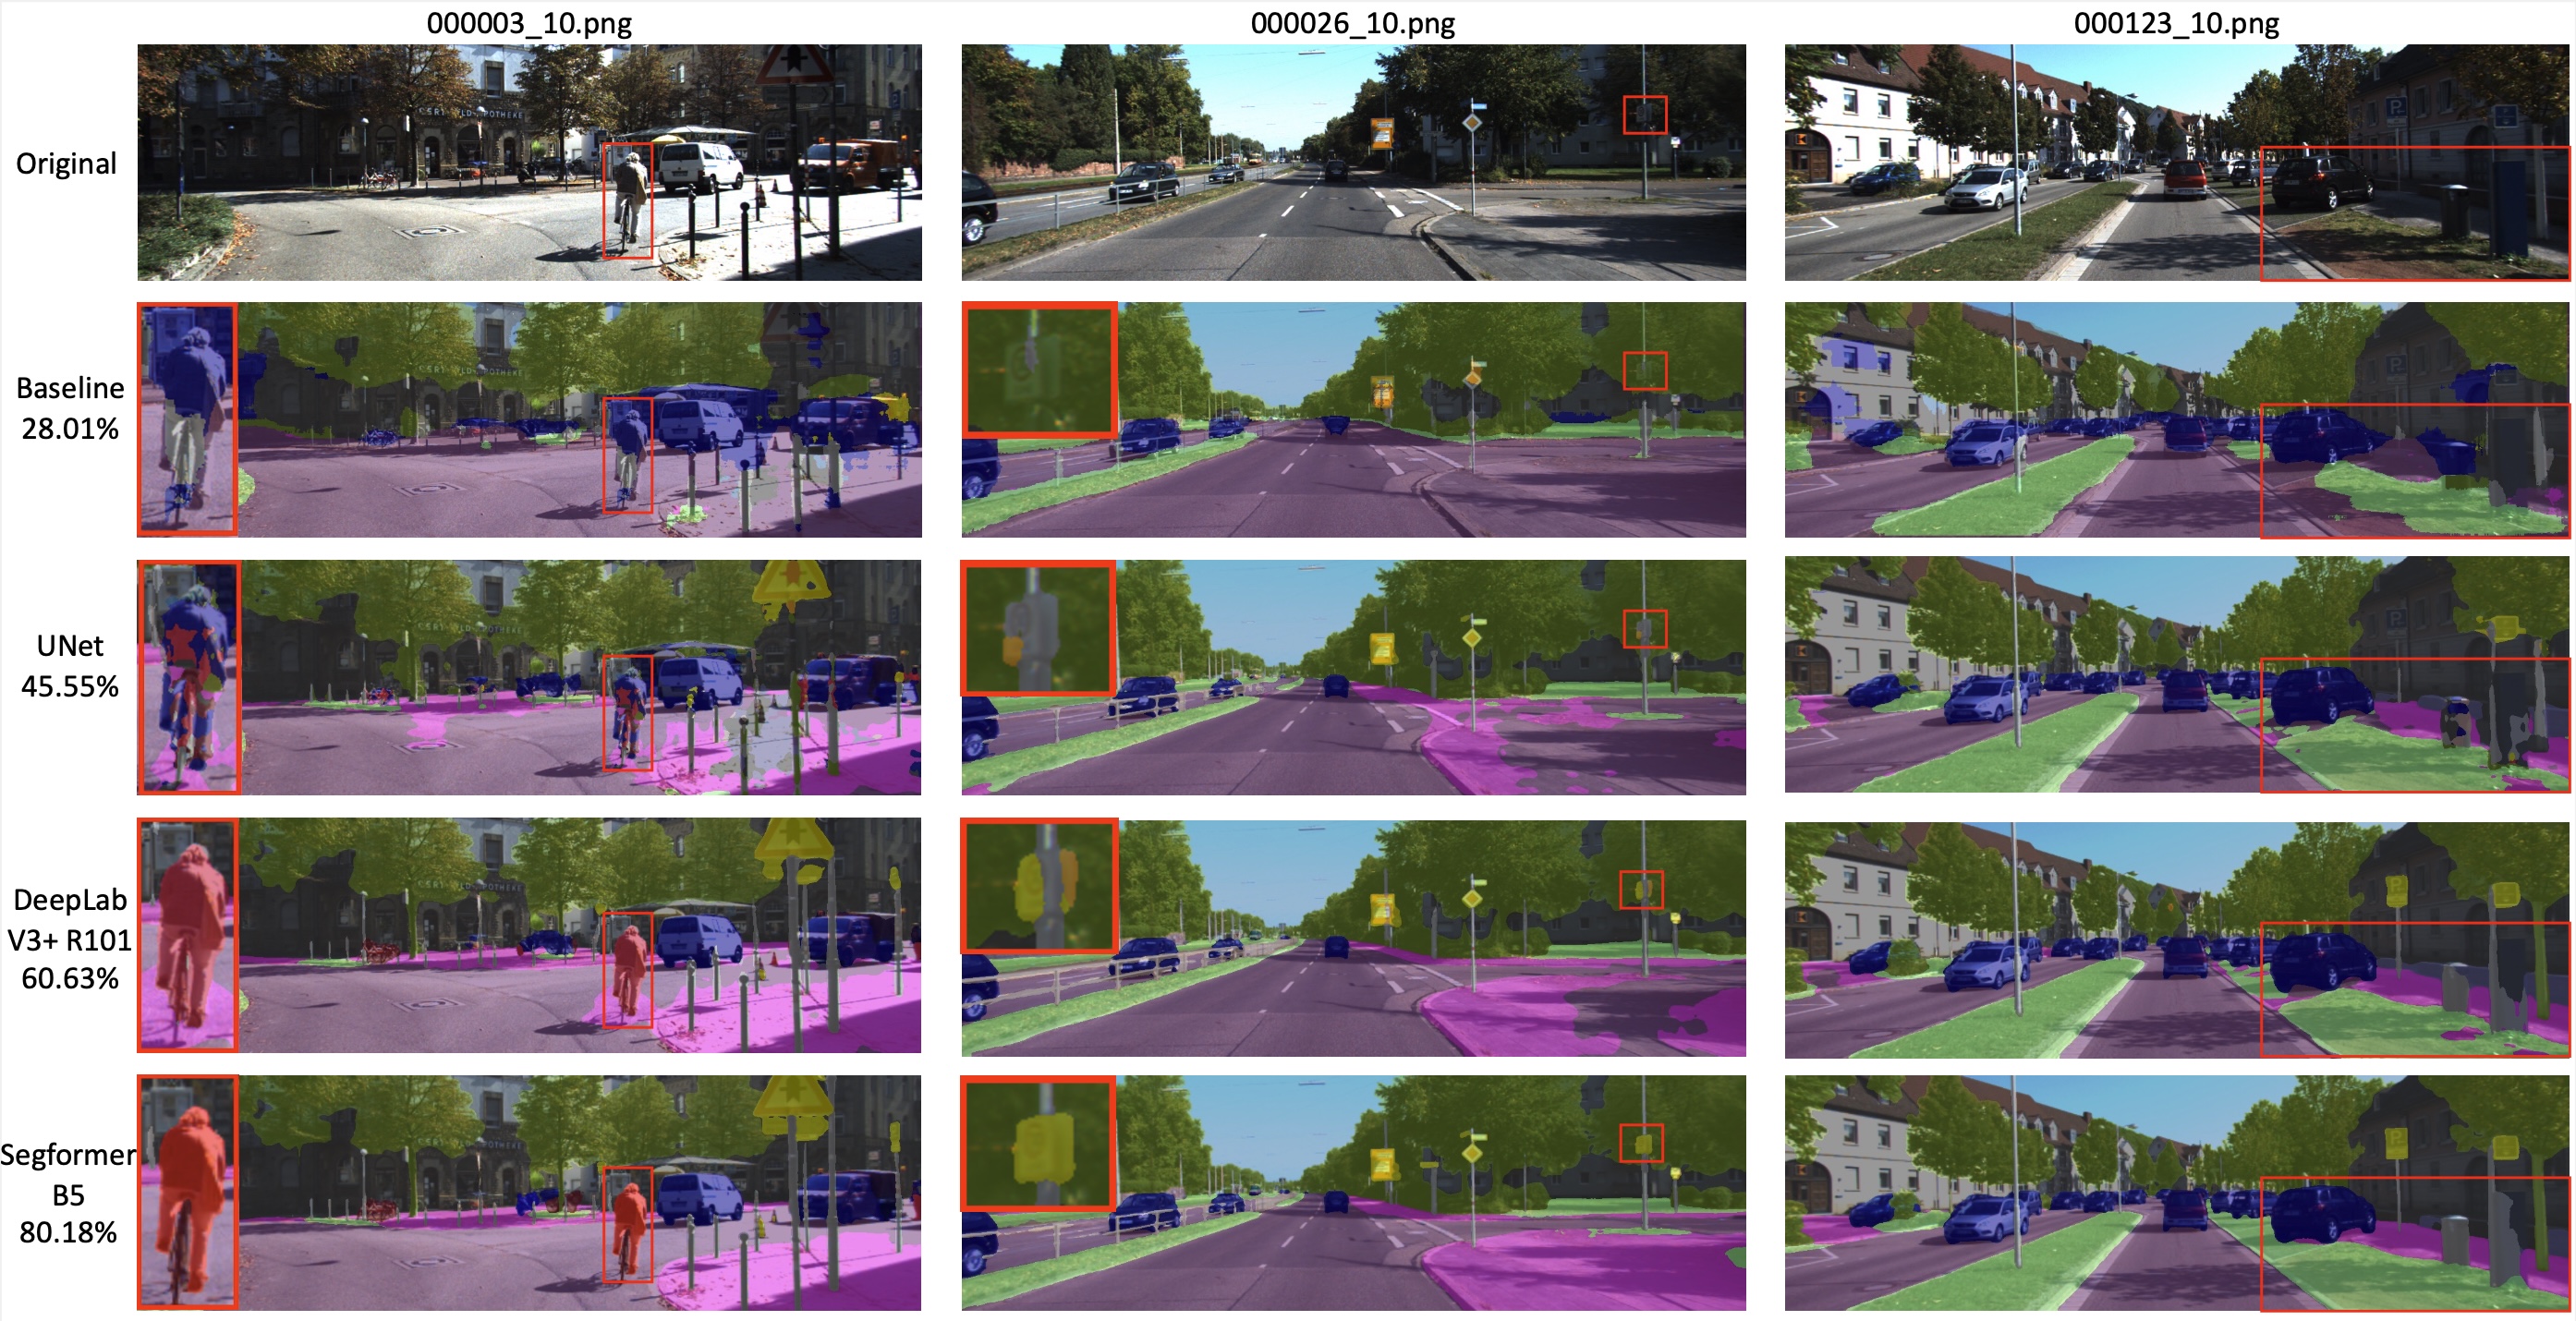 000003_10.png
000026_10.png
000123_10.png
Original
Baseline
28.01%
UNet
45.55%
DeepLab
V3+ R101
60.63%
Segformer
B5
80.18%